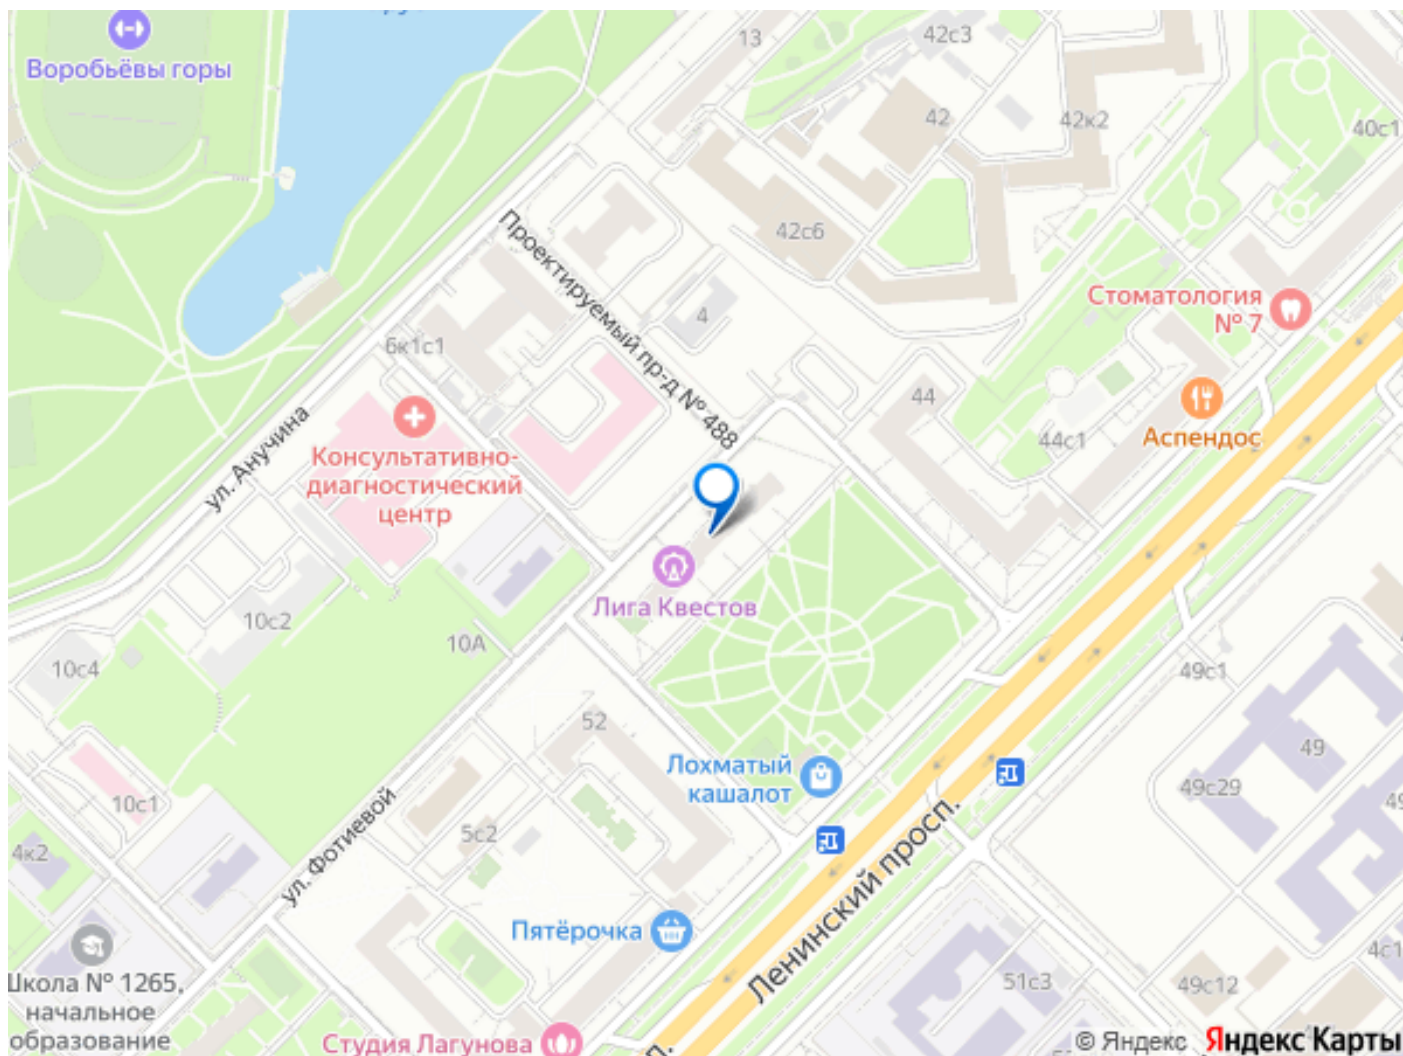 Воробьёвы горы
13
42с3
42
42к2
40с1
42с6
Проектируемый пр-д № 488
4
6к1с1
Стоматология
№ 7
44
44с1
Аспендос
ул. Анучина
Консультативно-
диагностический
центр
Лига Квестов
10с2
10А
10с4
49с1
52
49
Лохматый
кашалот
49с29
10с1
5с2
4к2
ул. Фотиевой
Ленинский просп.
Пятёрочка
Школа № 1265,
начальное
образование
51с3
49с12
4с1
Студия Лагунова
© Яндекс Яндекс Карты